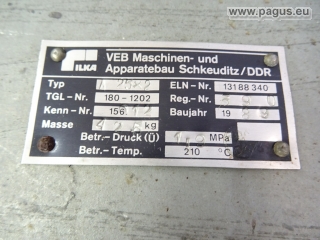 www.pagus.eu
ILKA
VEB Maschinen- und
Apparatebau Schkeuditz/DDR
Typ
ELN-Nr. 13188340
TGL-Nr. 180-1202
Reg.-Nr.
Kenn-Nr. 156
Baujahr 19
Masse kg
Betr.-Druck (Ü) MPa
Betr.-Temp. 210 °C